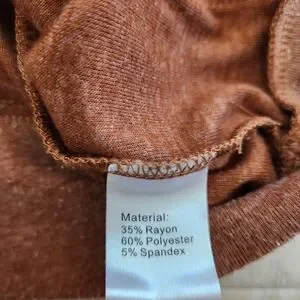 Material:
35% Rayon
60% Polyester
5% Spandex